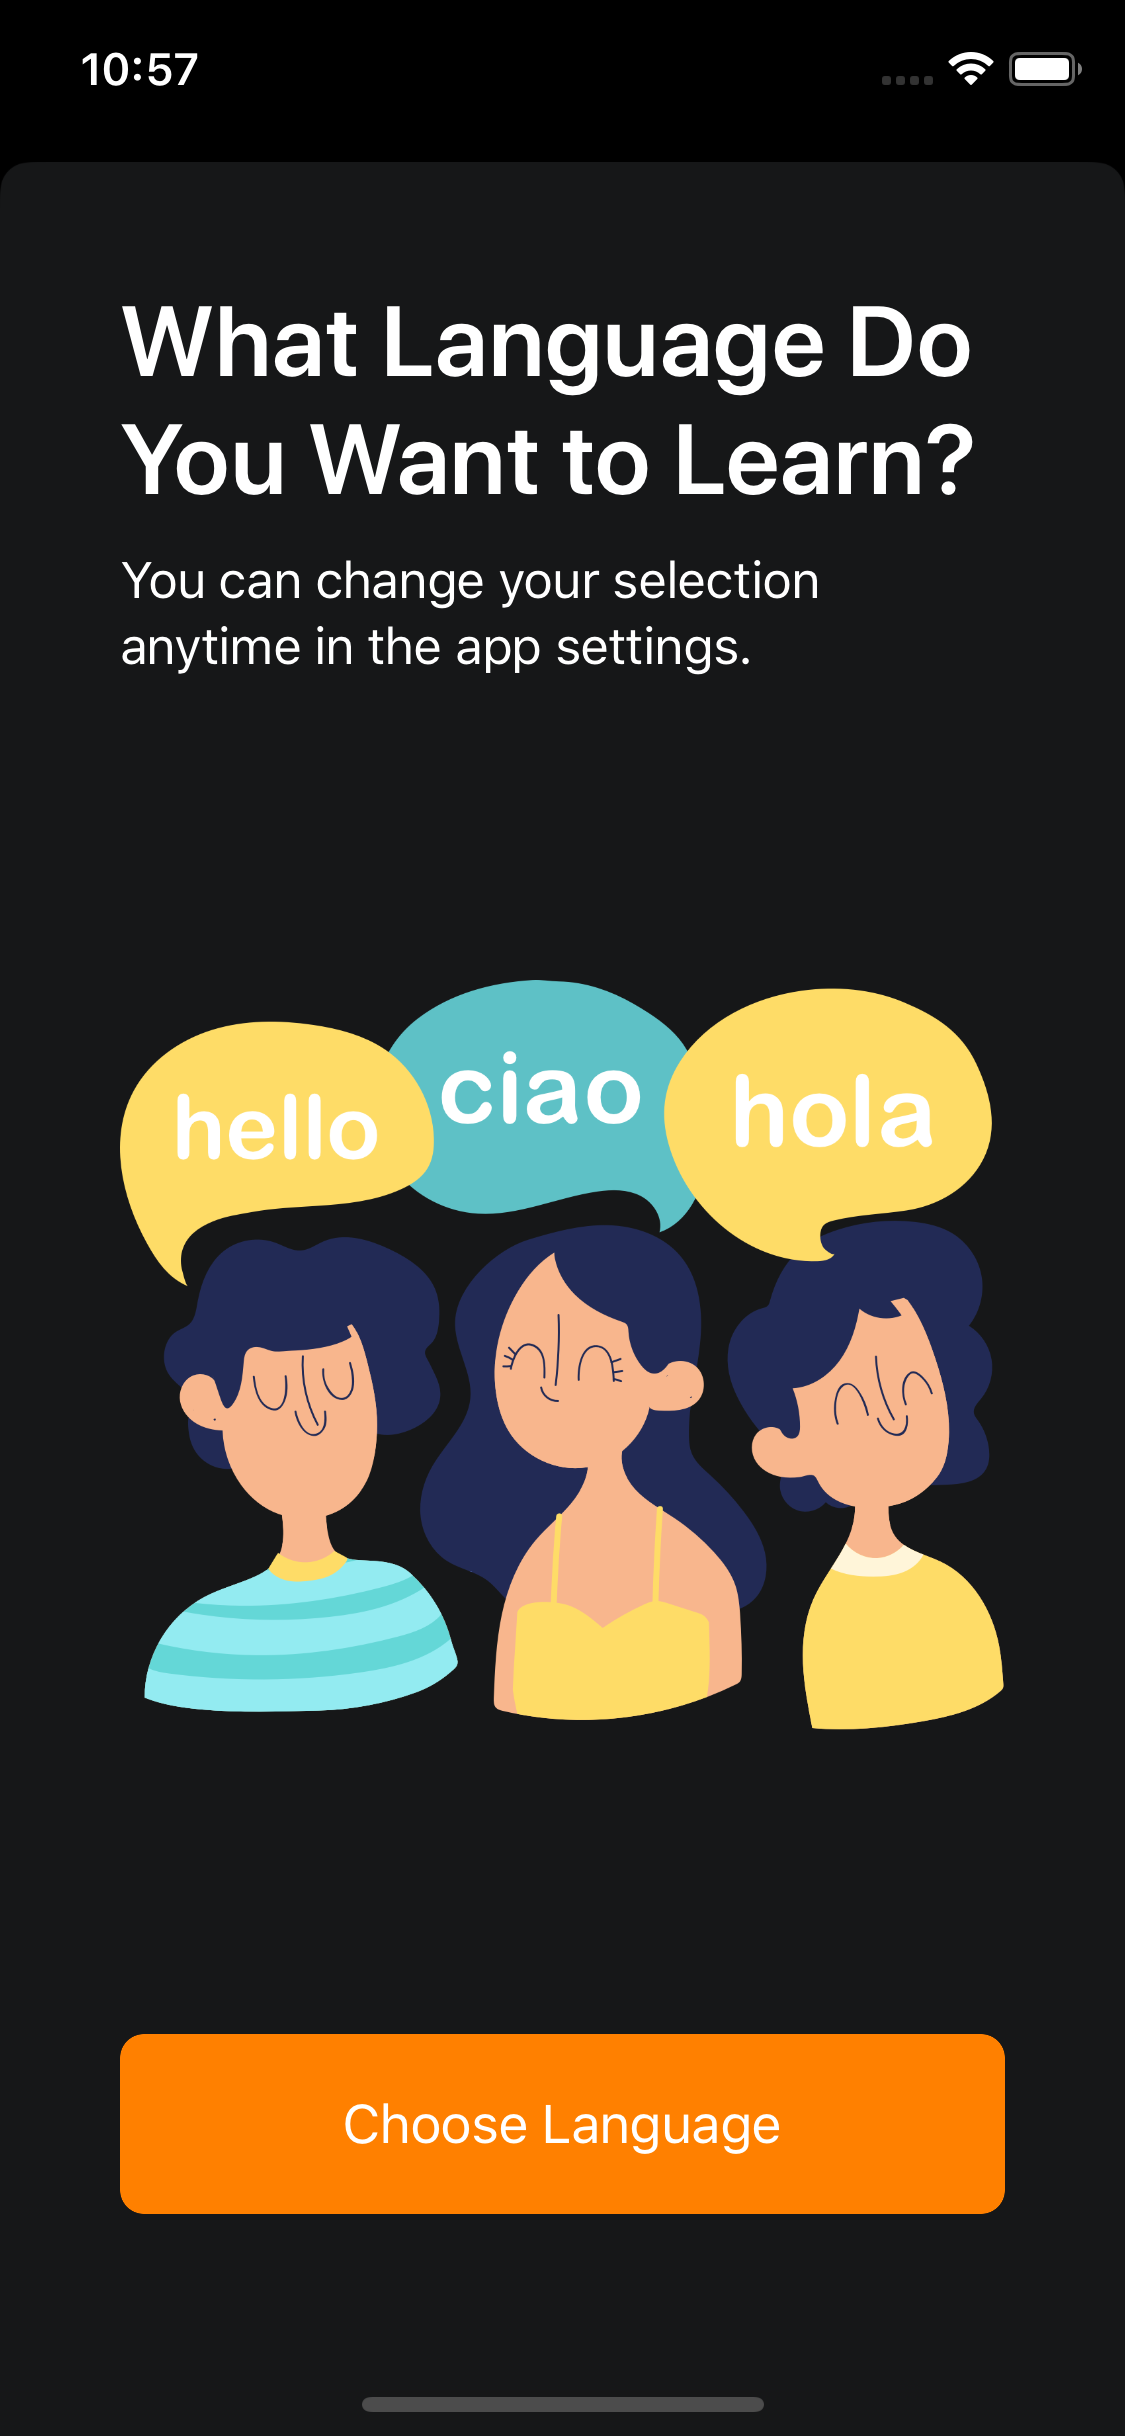 10:57
What Language Do
You Want to Learn?
You can change your selection
anytime in the app settings.
hello
ciao
hola
Choose Language